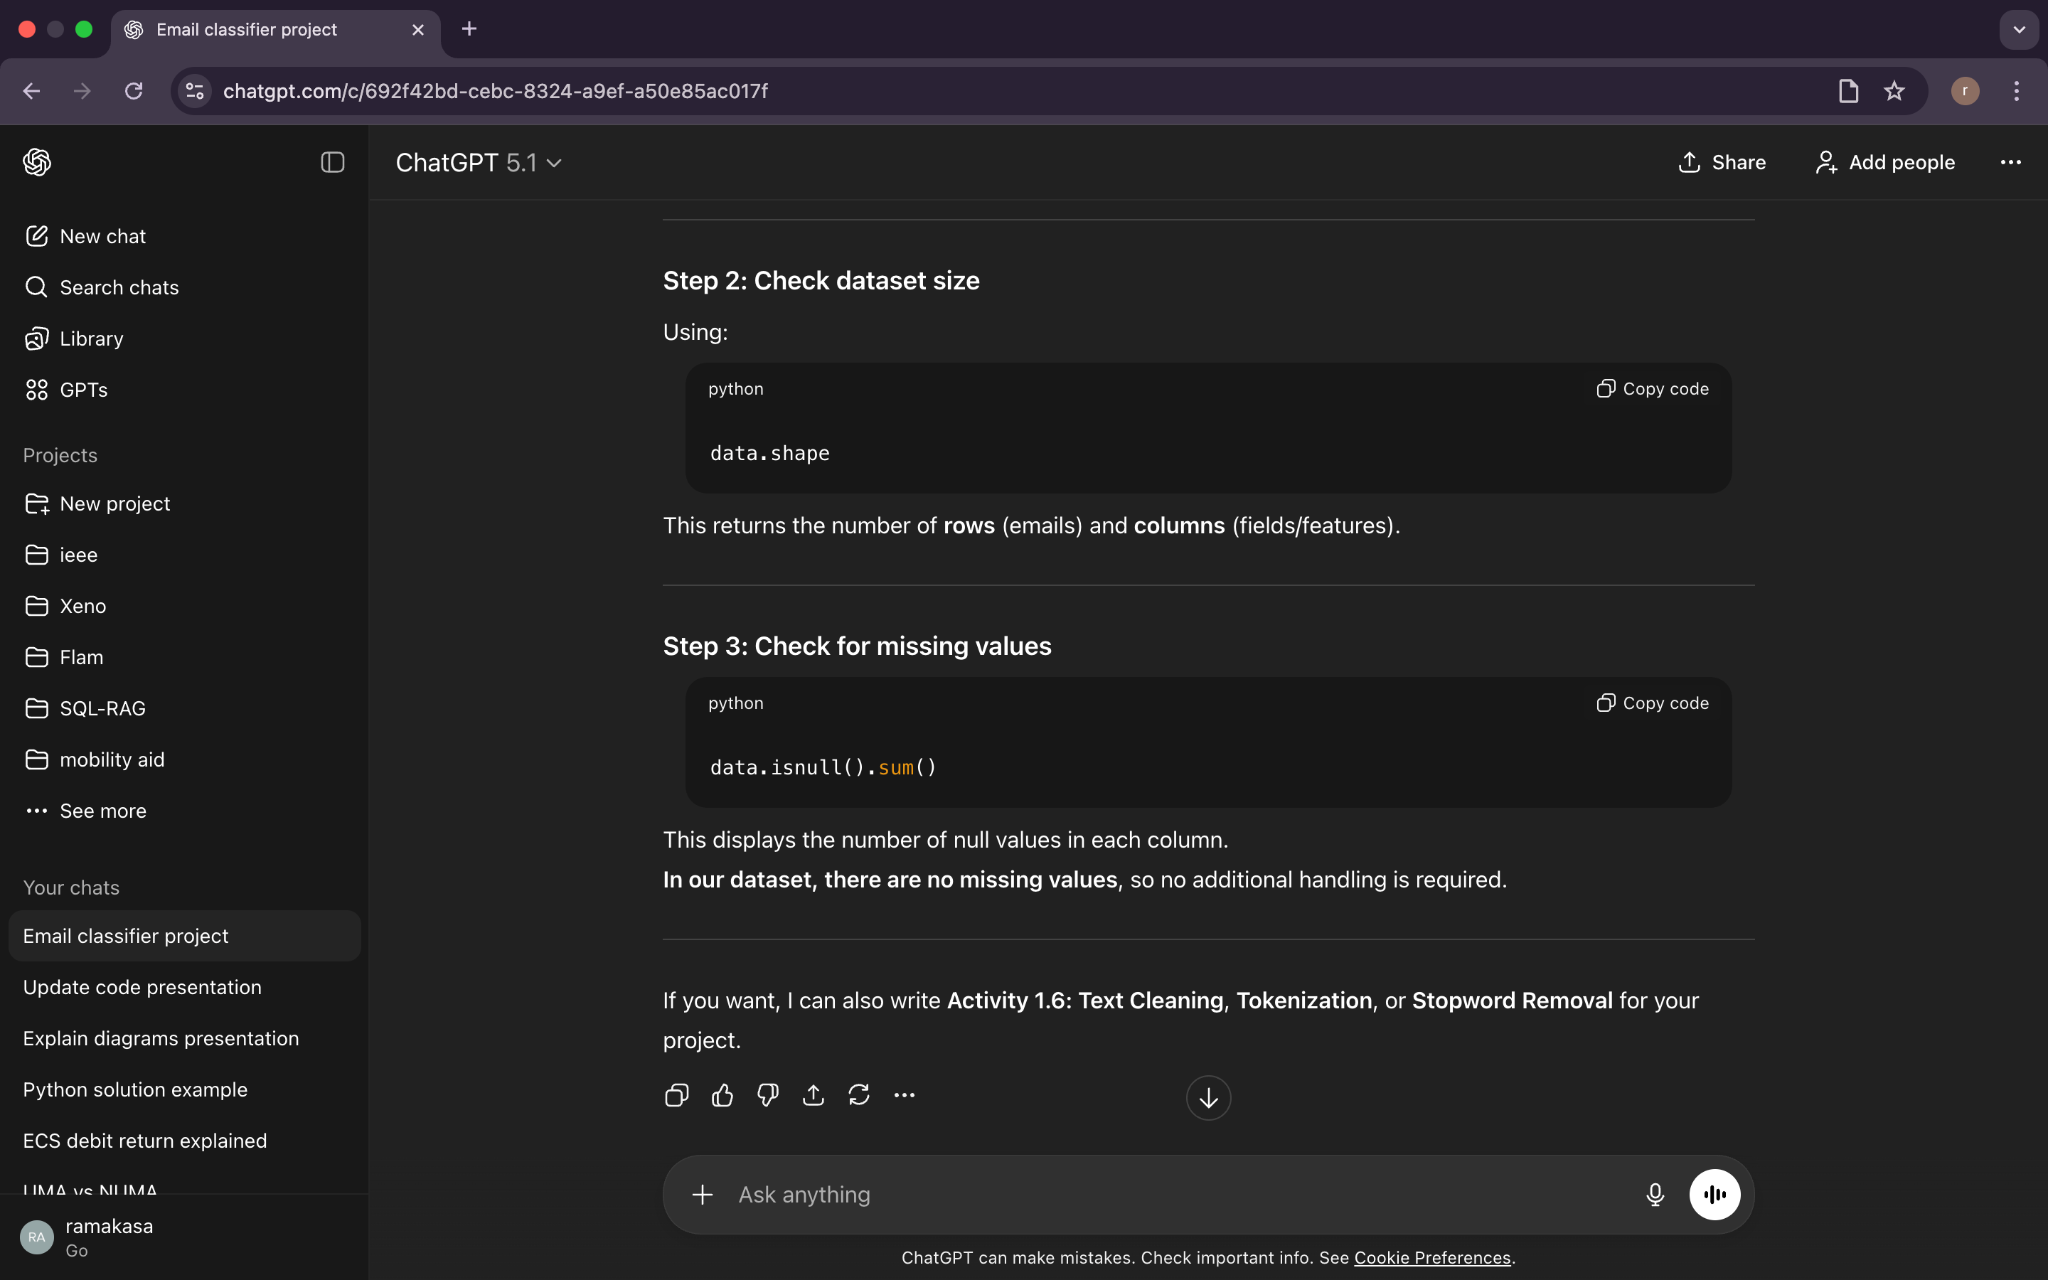 Email classifier project
chatgpt.com/c/692f42bd-cebc-8324-a9ef-a50e85ac017f
r
ChatGPT 5.1
Share
Add people
New chat
Search chats
Library
GPTs
Projects
New project
ieee
Xeno
Flam
SQL-RAG
mobility aid
See more
Your chats
Email classifier project
Update code presentation
Explain diagrams presentation
Python solution example
ECS debit return explained
UMA vs NUMA
RA
ramakasa
Go
Step 2: Check dataset size
Using:
python
Copy code
data.shape
This returns the number of rows (emails) and columns (fields/features).
Step 3: Check for missing values
python
Copy code
data.isnull().sum()
This displays the number of null values in each column.
In our dataset, there are no missing values, so no additional handling is required.
If you want, I can also write Activity 1.6: Text Cleaning, Tokenization, or Stopword Removal for your
project.
Ask anything
ChatGPT can make mistakes. Check important info. See Cookie Preferences.